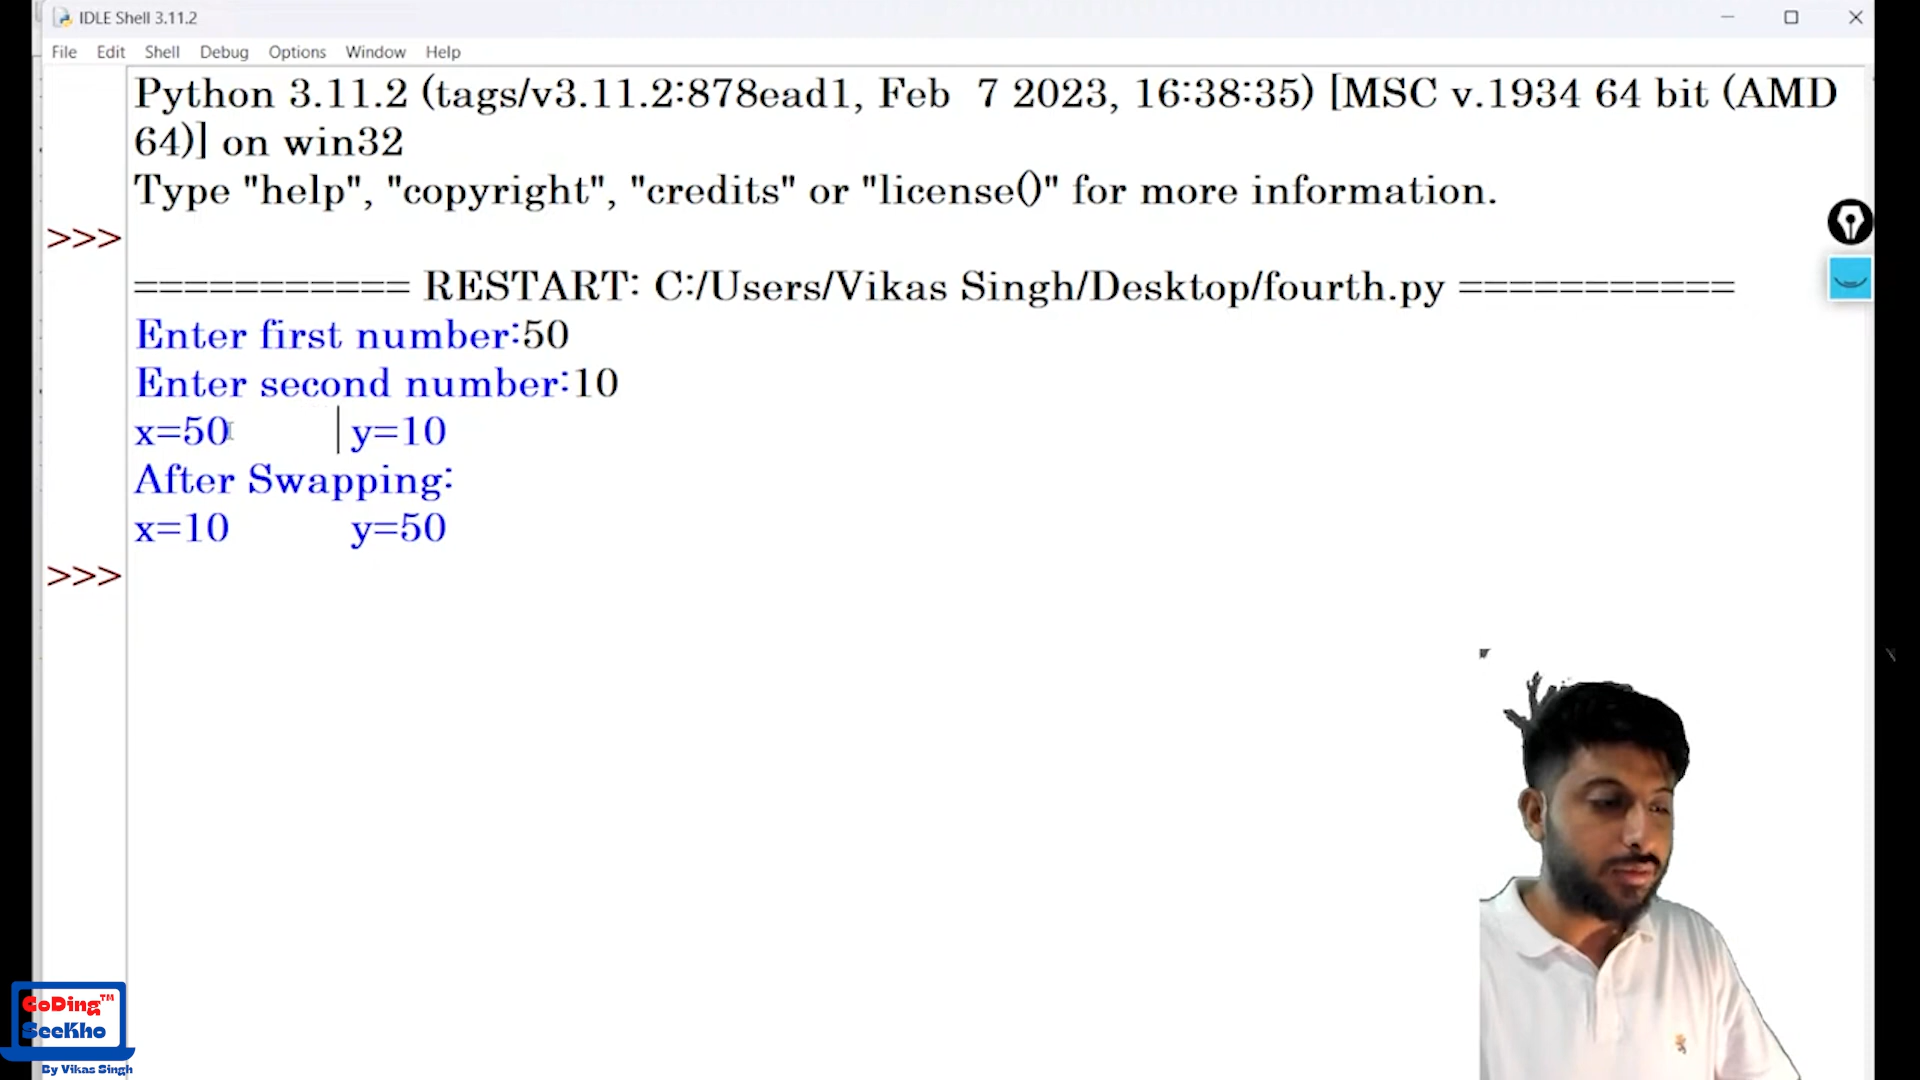 IDLE Shell 3.11.2
File Edit Shell Debug Options Window Help
Python 3.11.2 (tags/v3.11.2:878ead1, Feb  7 2023, 16:38:35) [MSC v.1934 64 bit (AMD
64)] on win32
Type "help", "copyright", "credits" or "license()" for more information.
>>>
=========== RESTART: C:/Users/Vikas Singh/Desktop/fourth.py ===========
Enter first number:50
Enter second number:10
x=50 y=10
After Swapping:
x=10 y=50
>>>
CoDing™
SeeKho
By Vikas Singh